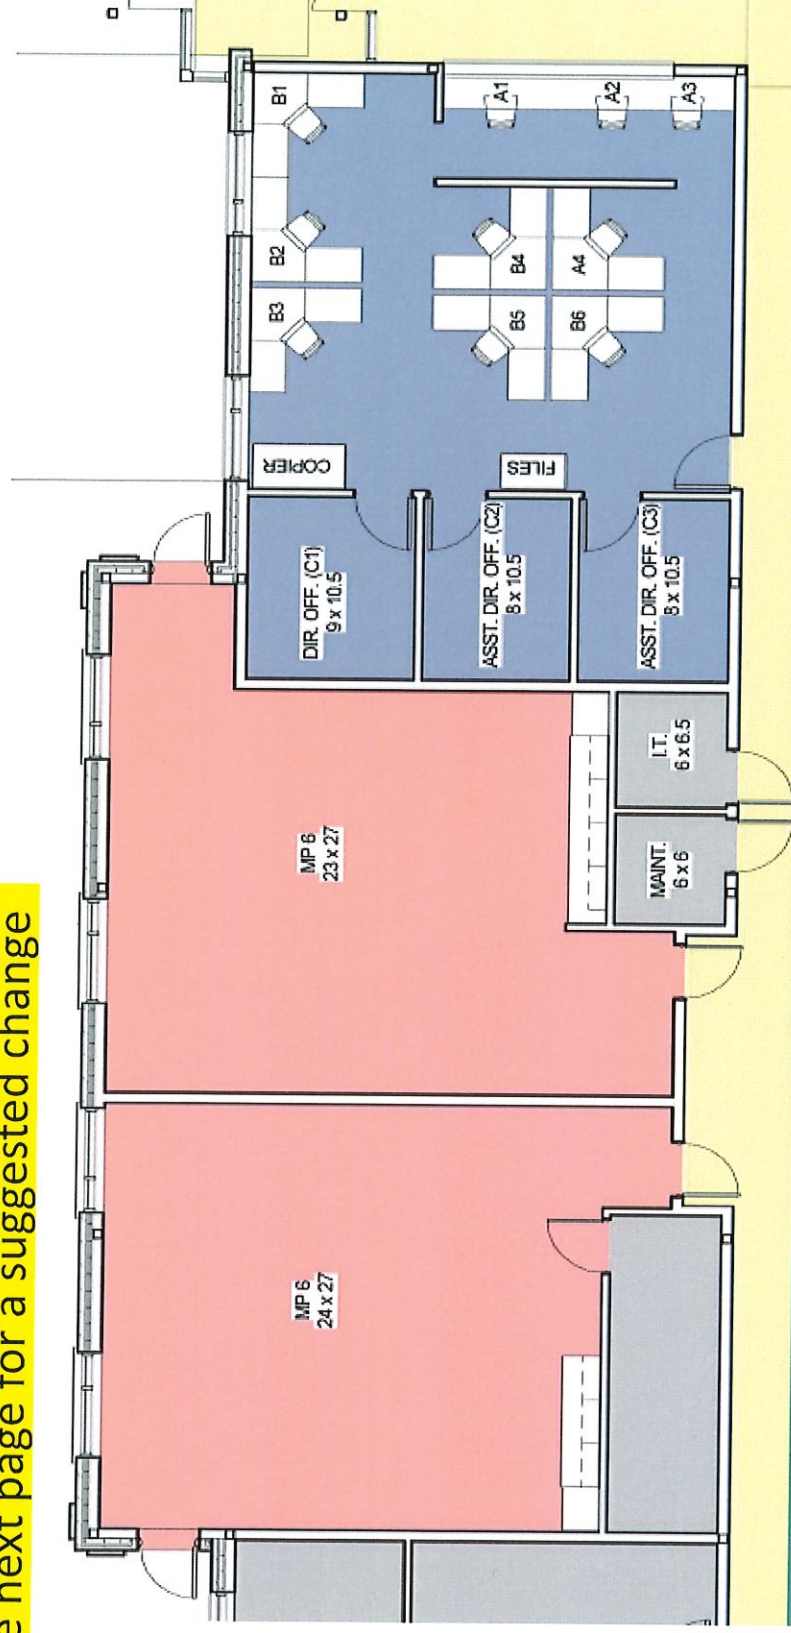 next page for a suggested change
MP 6
24 x 27
MP 6
23 x 27
MAINT.
6 x 6
I.T.
6 x 6.5
DIR. OFF. (C1)
9 x 10.5
ASST. DIR. OFF. (C2)
8 x 10.5
ASST. DIR. OFF. (C3)
8 x 10.5
COPIER
FILES
B3
B2
B1
B5
B4
B6
A4
A1
A2
A3